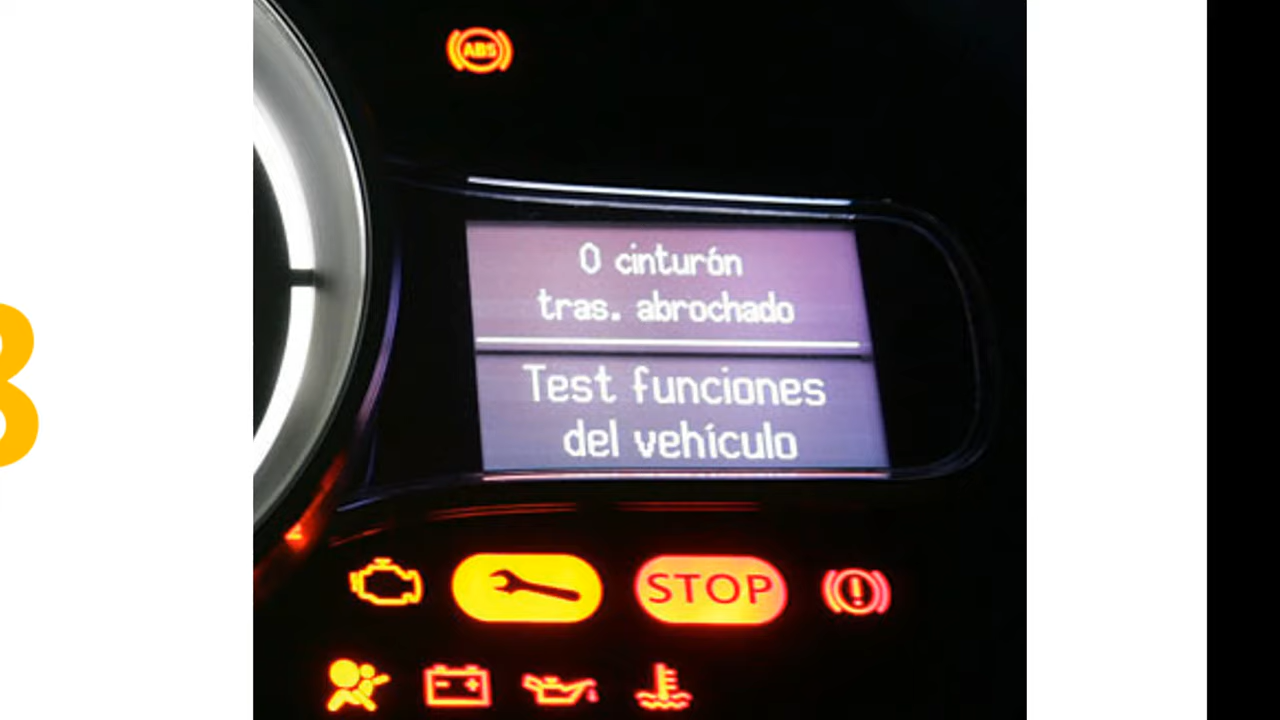 ABS
0 cinturón
tras. abrochado
Test funciones
del vehículo
STOP